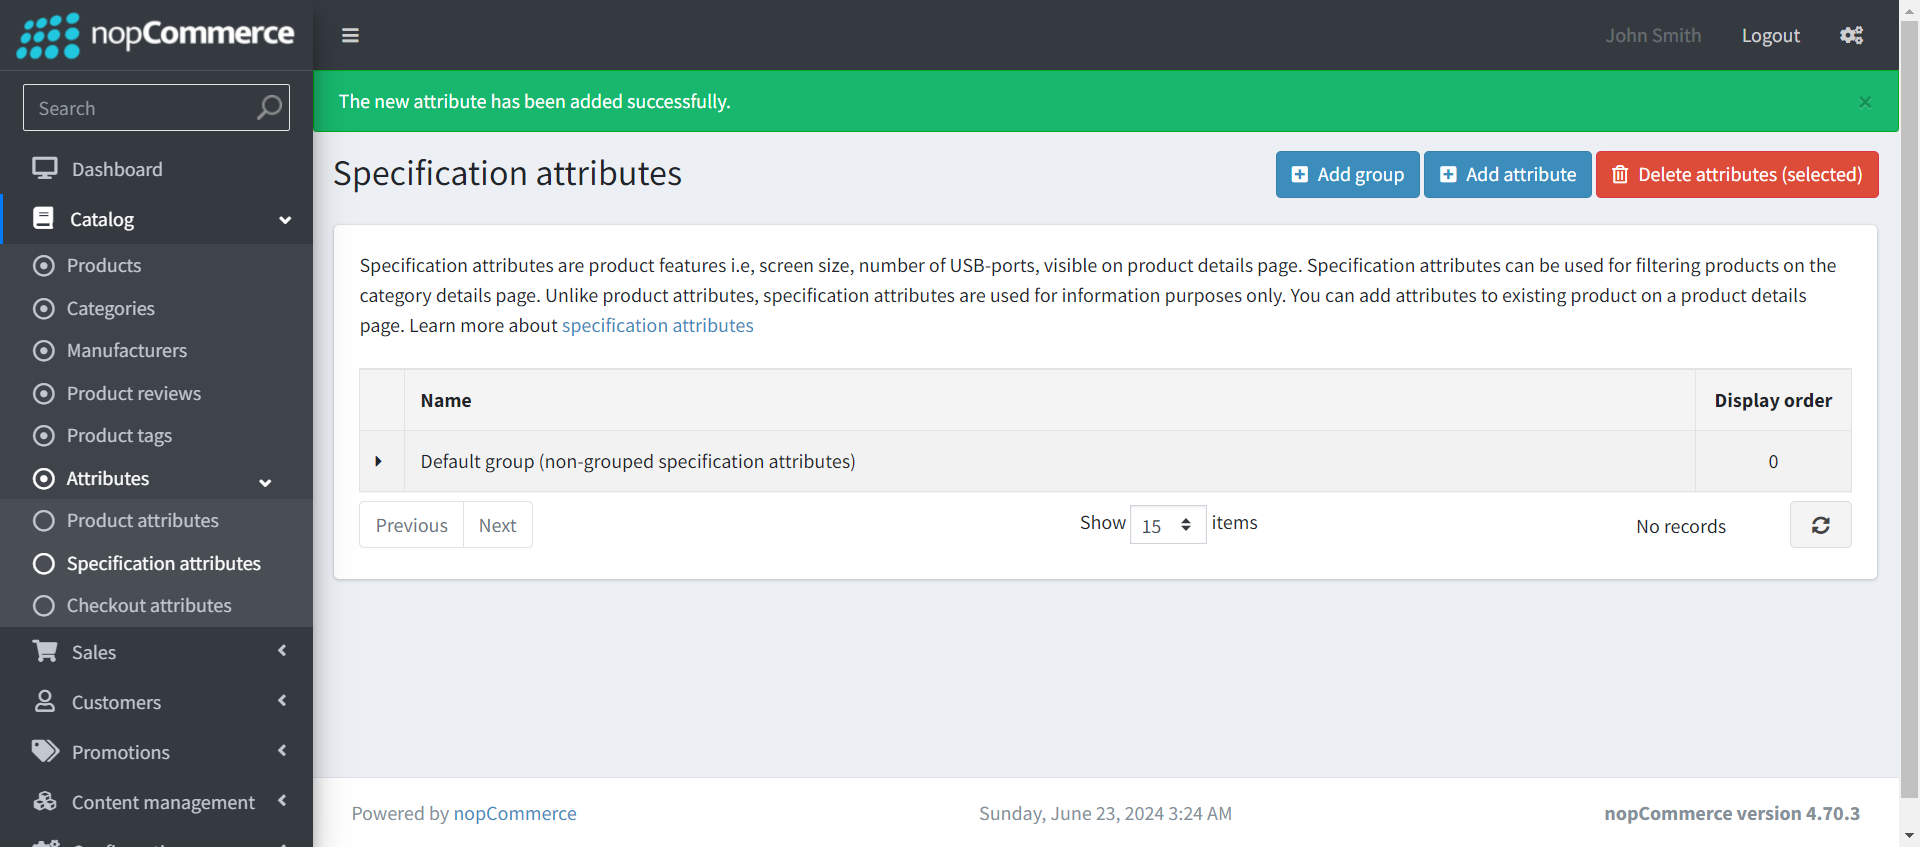 nopCommerce
John Smith
Logout
The new attribute has been added successfully.
×
Search
Dashboard
Catalog
Products
Categories
Manufacturers
Product reviews
Product tags
Attributes
Product attributes
Specification attributes
Checkout attributes
Sales
Customers
Promotions
Content management
Specification attributes
Add group
Add attribute
Delete attributes (selected)
Specification attributes are product features i.e, screen size, number of USB-ports, visible on product details page. Specification attributes can be used for filtering products on the
category details page. Unlike product attributes, specification attributes are used for information purposes only. You can add attributes to existing product on a product details
page. Learn more about specification attributes
Name Display order
Default group (non-grouped specification attributes) 0
Previous Next Show 15 items No records
Powered by nopCommerce Sunday, June 23, 2024 3:24 AM nopCommerce version 4.70.3